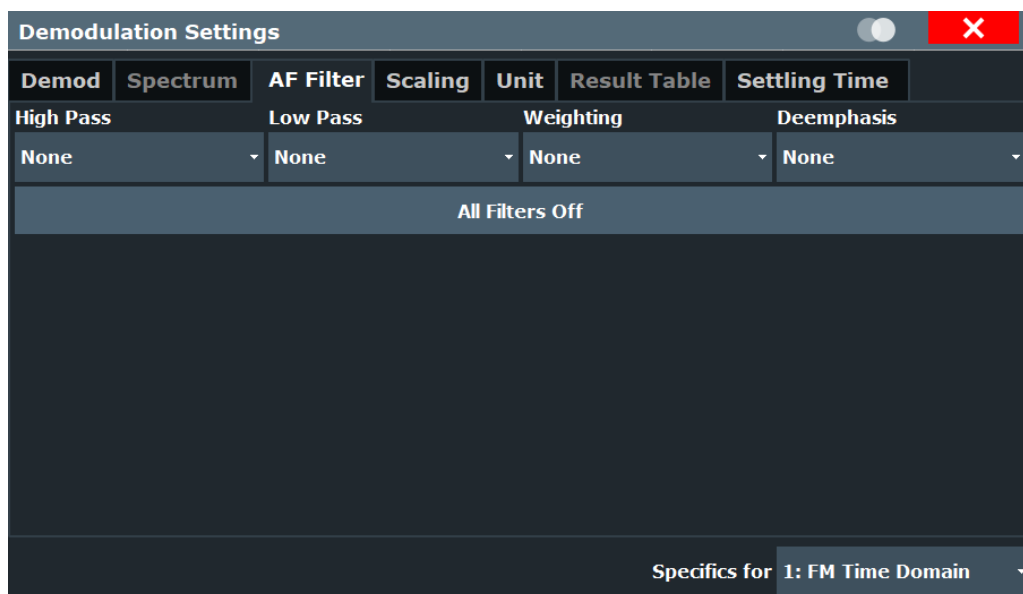 Demodulation Settings
Demod Spectrum AF Filter Scaling Unit Result Table Settling Time
High Pass Low Pass Weighting Deemphasis
None None None None
All Filters Off
Specifics for 1: FM Time Domain